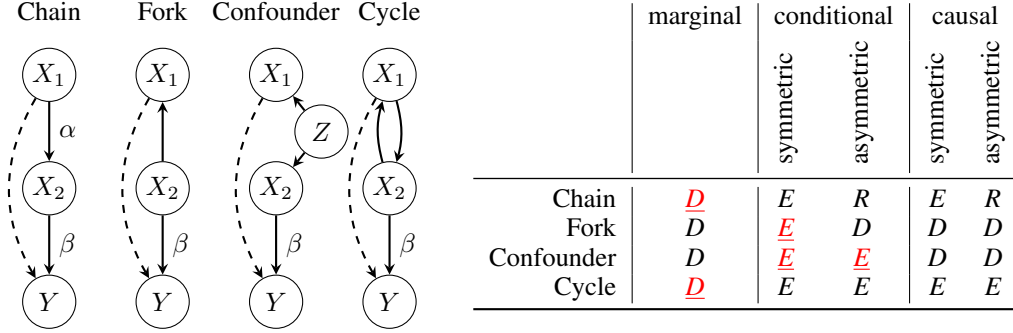 Chain Fork Confounder Cycle
X₁ X₁ X₁ X₁
α Z
X₂ X₂ X₂ X₂
β β β β
Y Y Y Y
marginal conditional causal
symmetric asymmetric symmetric asymmetric
Chain D E R E R
Fork D E D D D
Confounder D E E D D
Cycle D E E E E